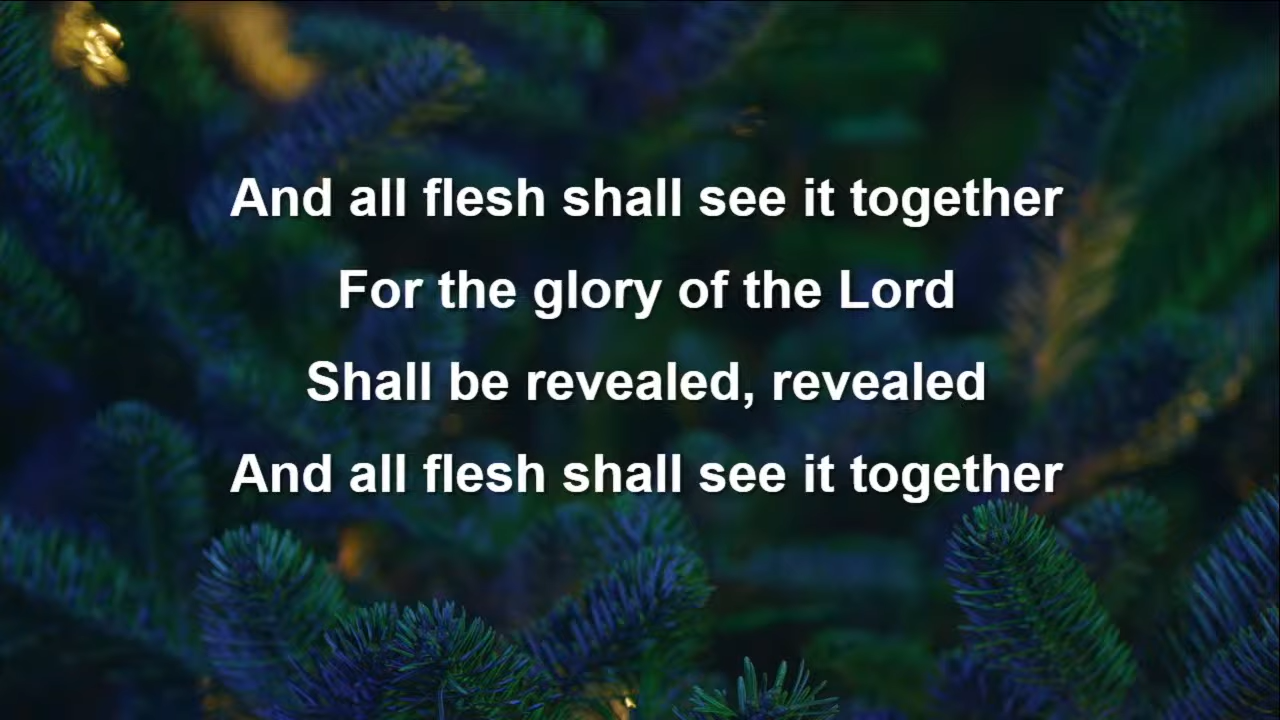 And all flesh shall see it together
For the glory of the Lord
Shall be revealed, revealed
And all flesh shall see it together